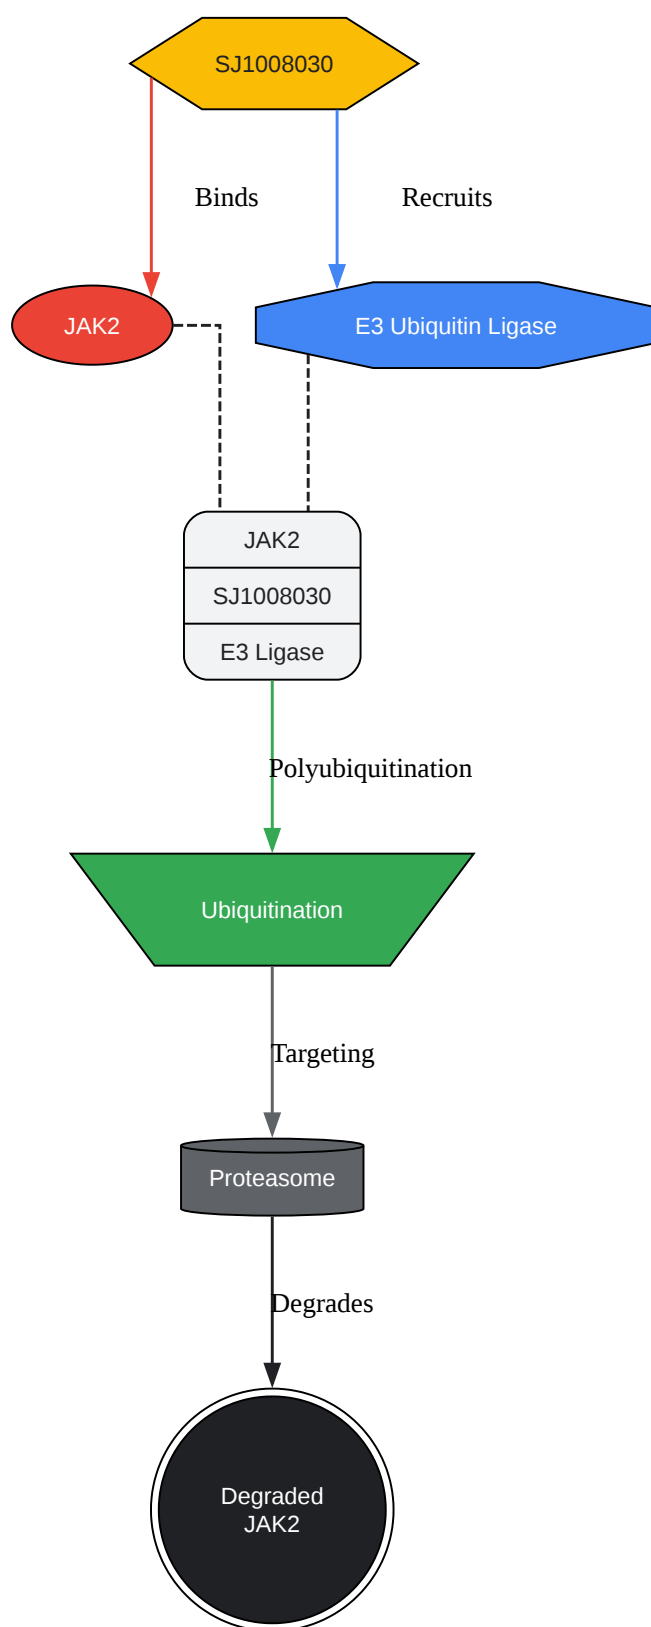 SJ1008030
Binds
Recruits
JAK2
E3 Ubiquitin Ligase
JAK2
SJ1008030
E3 Ligase
Polyubiquitination
Ubiquitination
Targeting
Proteasome
Degrades
Degraded
JAK2